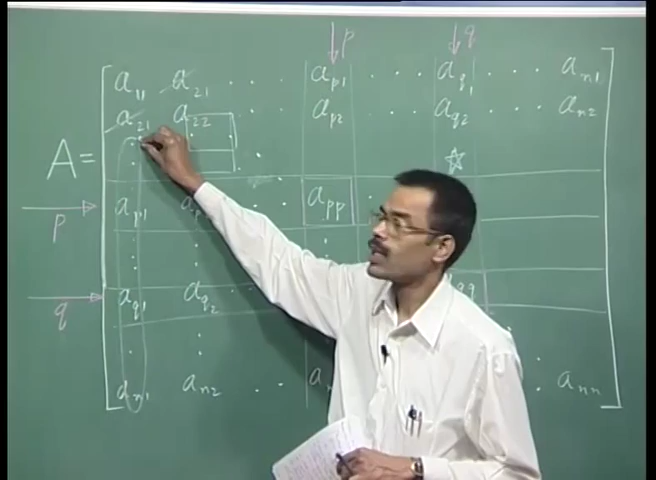 p q
a11 a21 . . . ap1 . . . . aq1 . . . an1
a21 a22 . . . ap2 . . . . aq2 . . . an2
A =
p ap1 app
q aq1 aq2 . .
an1 an2 . . . ann